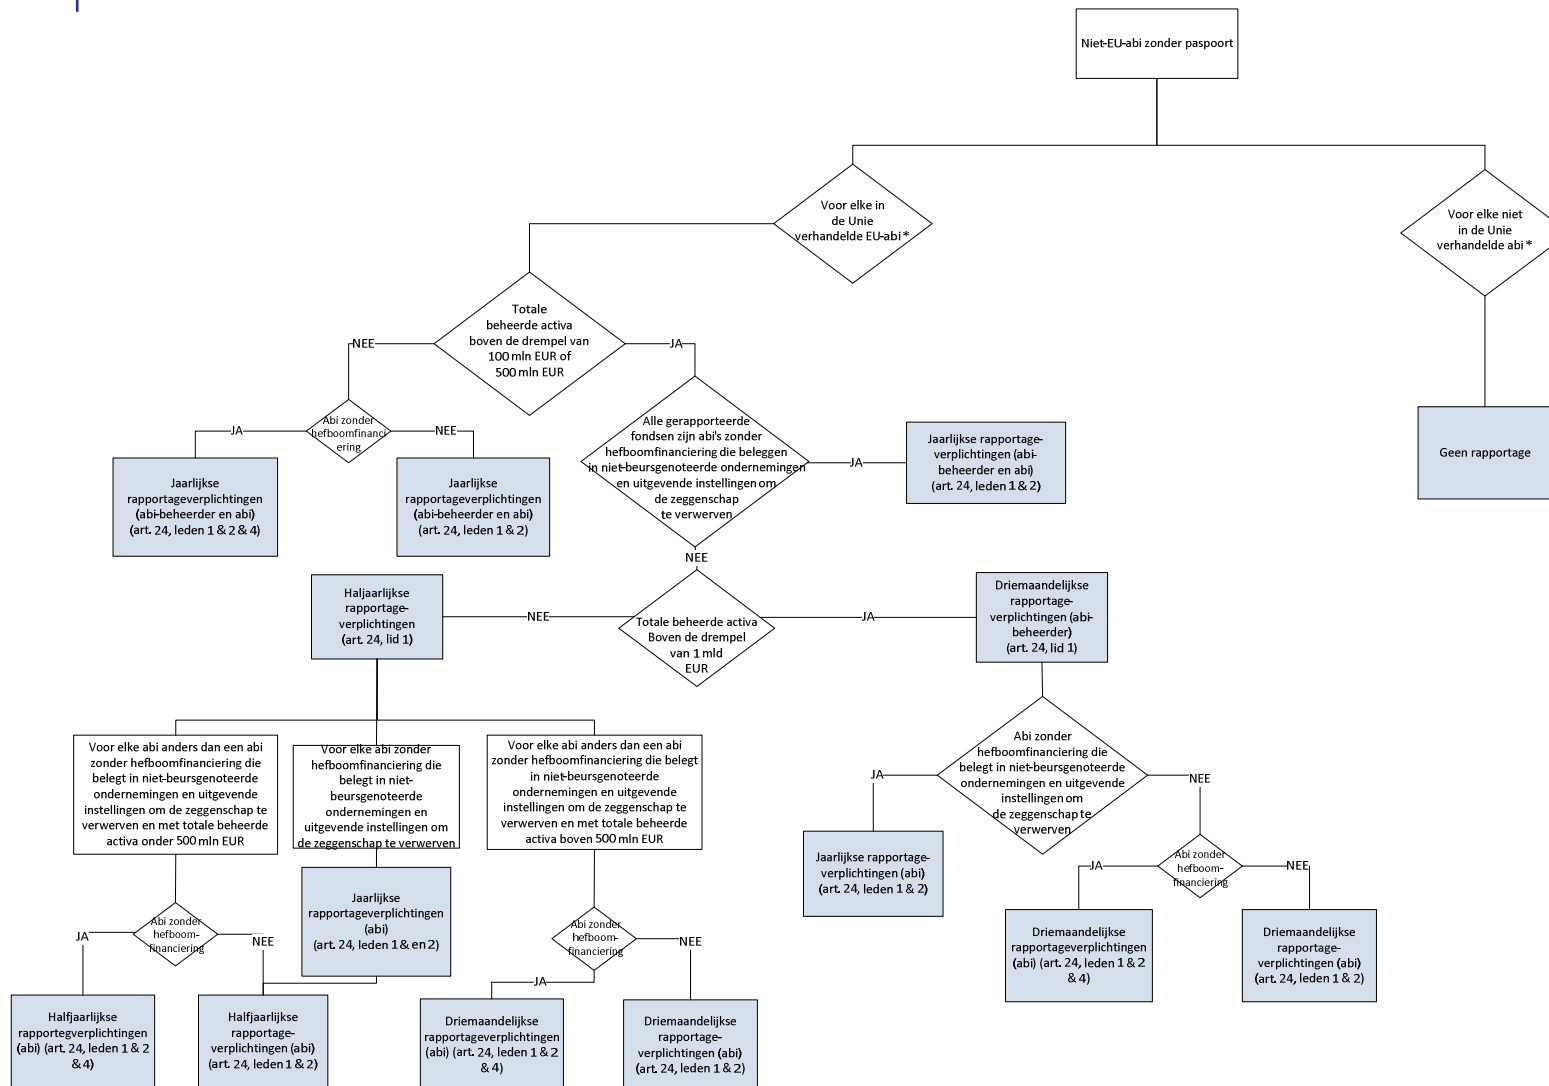 Niet-EU-abi zonder paspoort
Voor elke in
de Unie
verhandelde EU-abi *
Voor elke niet
in de Unie
verhandelde abi *
Totale
beheerde activa
boven de drempel van
100 mln EUR of
500 mln EUR
NEE
JA
Abi zonder
hefboomfinanci
ering
JA
NEE
Alle gerapporteerde
fondsen zijn abi's zonder
hefboomfinanciering die beleggen
in niet-beursgenoteerde ondernemingen
en uitgevende instellingen om
de zeggenschap
te verwerven
JA
Jaarlijkse rapportage-
verplichtingen (abi-
beheerder en abi)
(art. 24, leden 1 & 2)
Geen rapportage
Jaarlijkse
rapportageverplichtingen
(abi-beheerder en abi)
(art. 24, leden 1 & 2 & 4)
Jaarlijkse
rapportageverplichtingen
(abi-beheerder en abi)
(art. 24, leden 1 & 2)
NEE
Haljaarlijkse
rapportage-
verplichtingen
(art. 24, lid 1)
NEE
Totale beheerde activa
Boven de drempel
van 1 mld
EUR
JA
Driemaandelijkse
rapportage-
verplichtingen (abi-
beheerder)
(art. 24, lid 1)
Voor elke abi anders dan een abi
zonder hefboomfinanciering die
belegt in niet-beursgenoteerde
ondernemingen en uitgevende
instellingen om de zeggenschap te
verwerven en met totale beheerde
activa onder 500 mln EUR
Voor elke abi zonder
hefboomfinanciering die
belegt in niet-
beursgenoteerde
ondernemingen en
uitgevende instellingen om
de zeggenschap te verwerven
Voor elke abi anders dan een abi
zonder hefboomfinanciering die belegt
in niet-beursgenoteerde
ondernemingen en uitgevende
instellingen om de zeggenschap te
verwerven en met totale beheerde
activa boven 500 mln EUR
Abi zonder
hefboomfinanciering die
belegt in niet-beursgenoteerde
ondernemingen en uitgevende
instellingen om
de zeggenschap te
verwerven
JA
NEE
Jaarlijkse rapportage-
verplichtingen (abi)
(art. 24, leden 1 & 2)
JA
Abi zonder
hefboom-
financiering
NEE
Jaarlijkse
rapportageverplichtingen
(abi)
(art. 24, leden 1 & en 2)
JA
Abi zonder
hefboom-
financiering
NEE
Abi zonder
hefboom-
financiering
NEE
JA
Driemaandelijkse
rapportageverplichtingen
(abi) (art. 24, leden 1 & 2
& 4)
Driemaandelijkse
rapportage-
verplichtingen (abi)
(art. 24, leden 1 & 2)
Halfjaarlijkse
rapportegverplichtingen
(abi) (art. 24, leden 1 & 2
& 4)
Halfjaarlijkse
rapportage-
verplichtingen (abi)
(art. 24, leden 1 & 2)
Driemaandelijkse
rapportageverplichtingen
(abi) (art. 24, leden 1 & 2
& 4)
Driemaandelijkse
rapportage-
verplichtingen (abi)
(art. 24, leden 1 & 2)